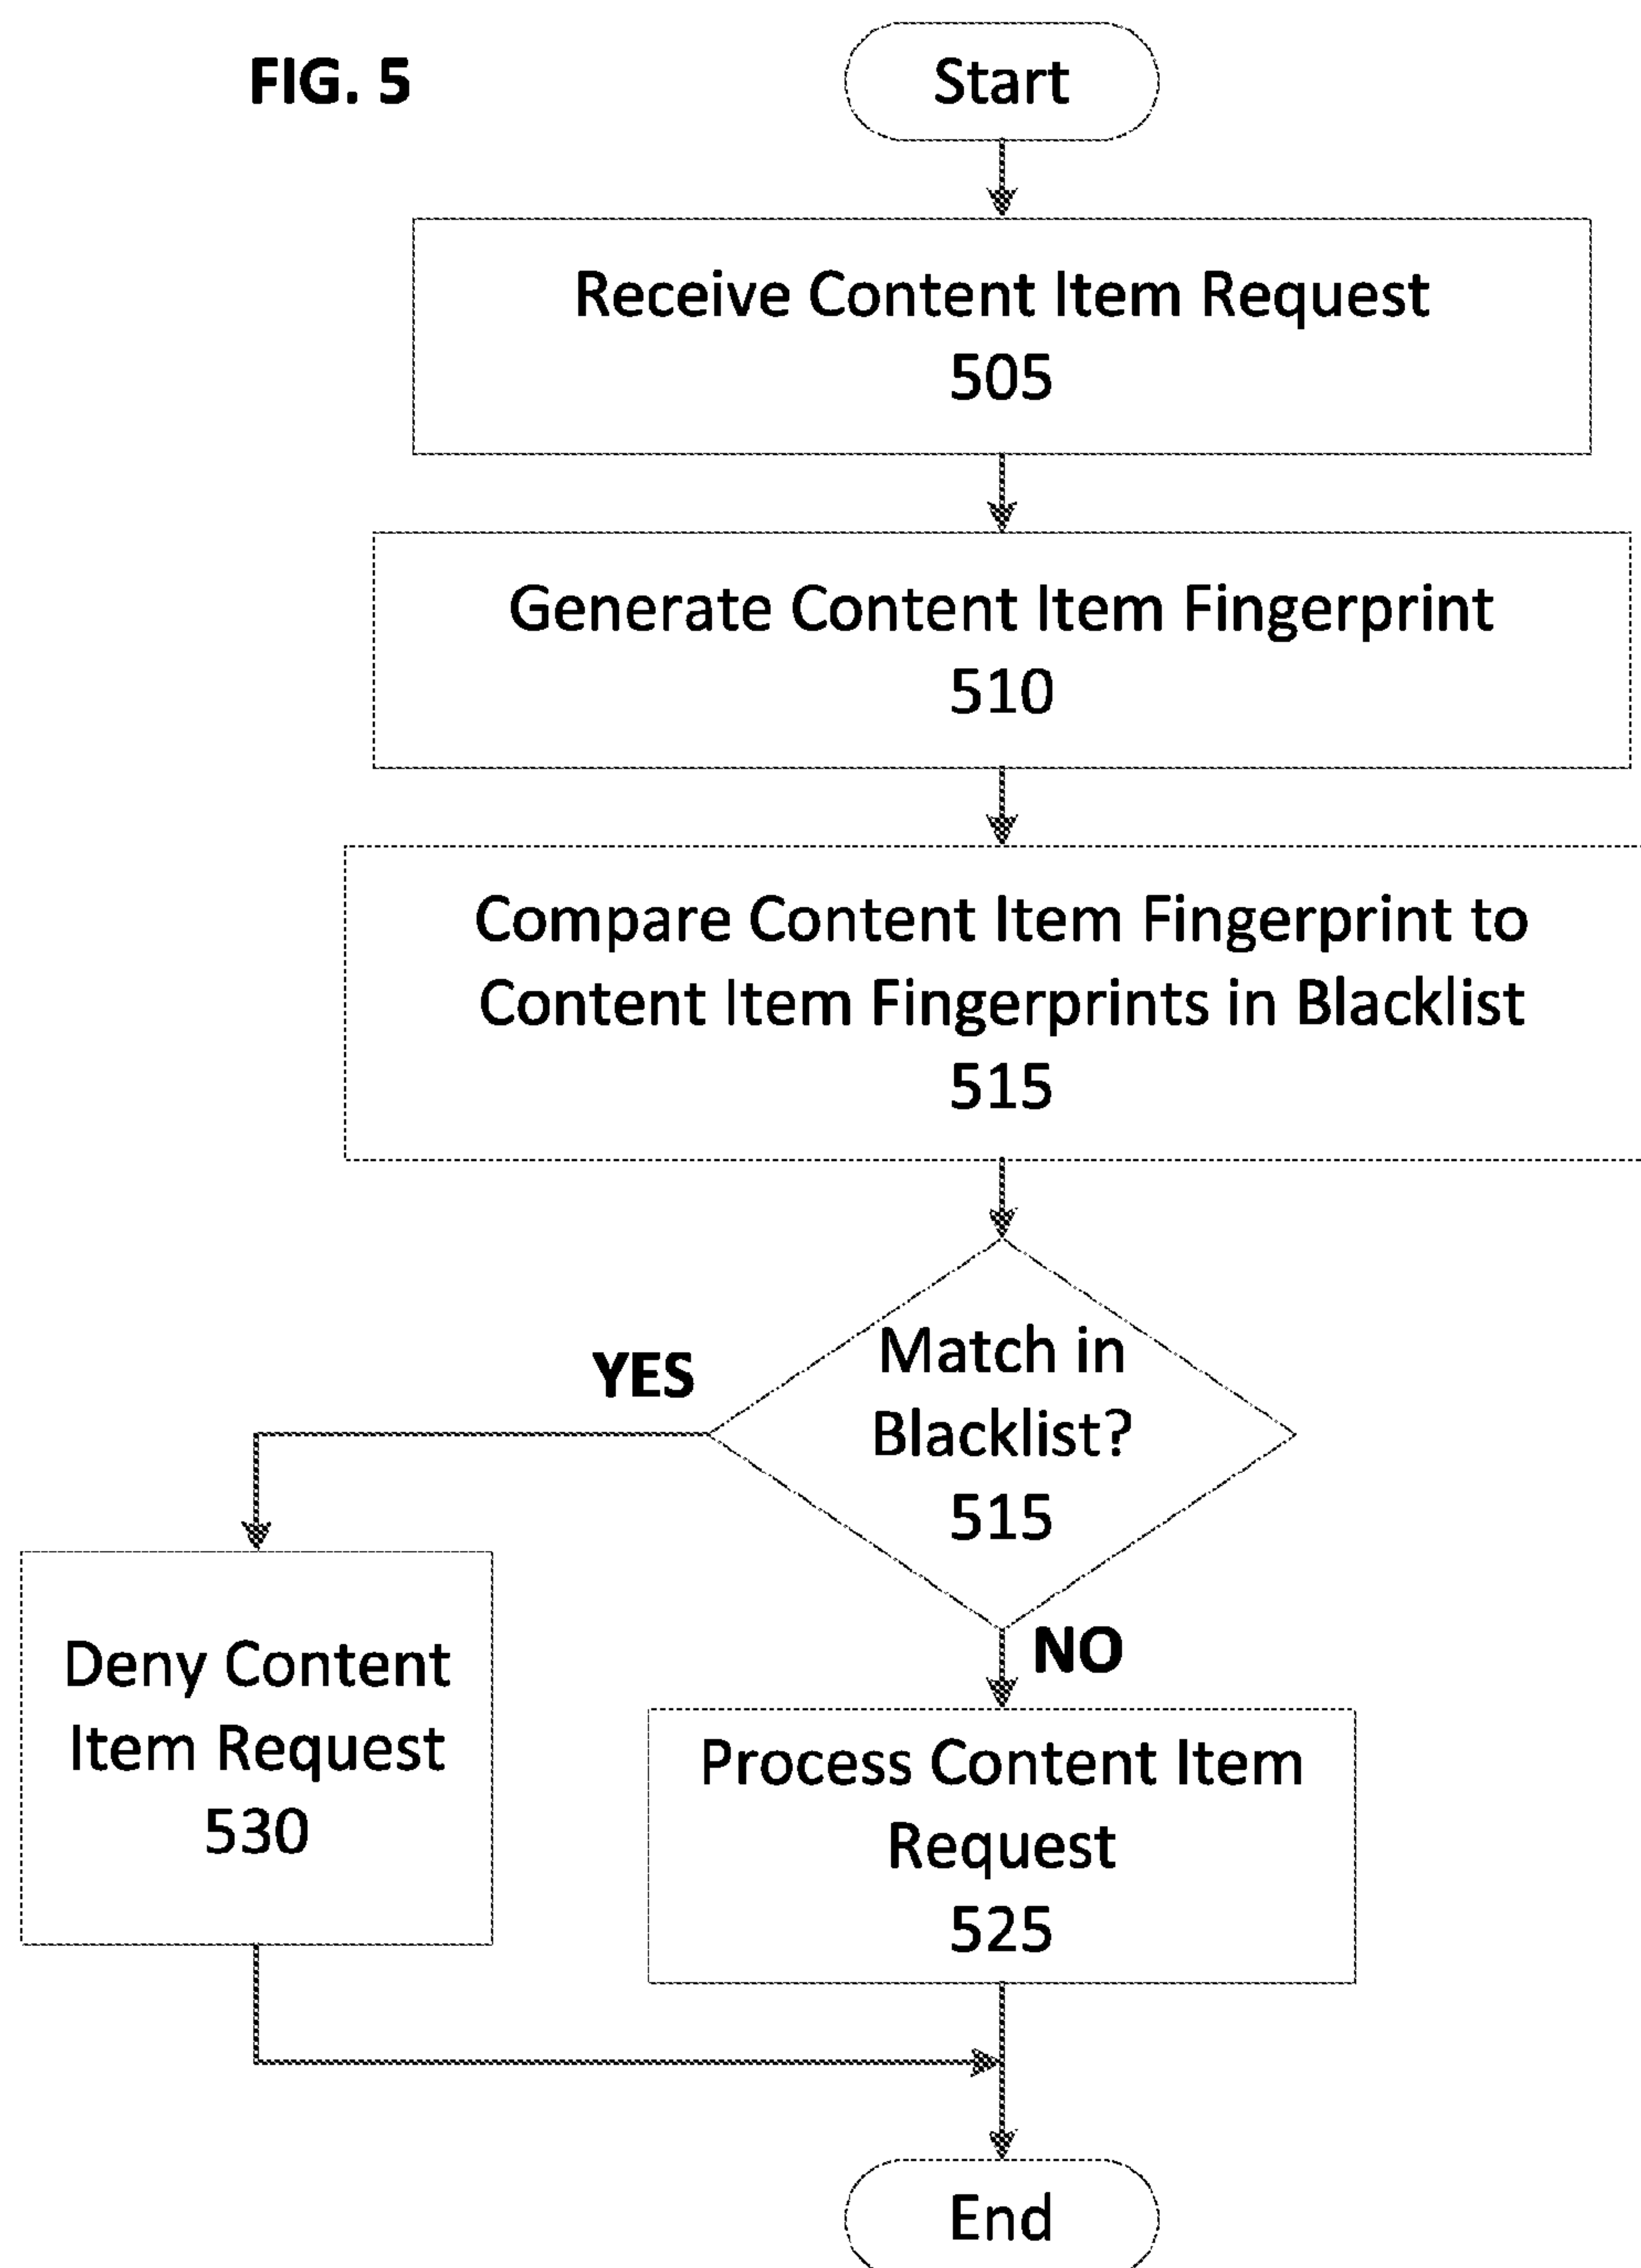 FIG. 5
Start
Receive Content Item Request
505
Generate Content Item Fingerprint
510
Compare Content Item Fingerprint to
Content Item Fingerprints in Blacklist
515
Match in
Blacklist?
515
YES
NO
Deny Content
Item Request
530
Process Content Item
Request
525
End